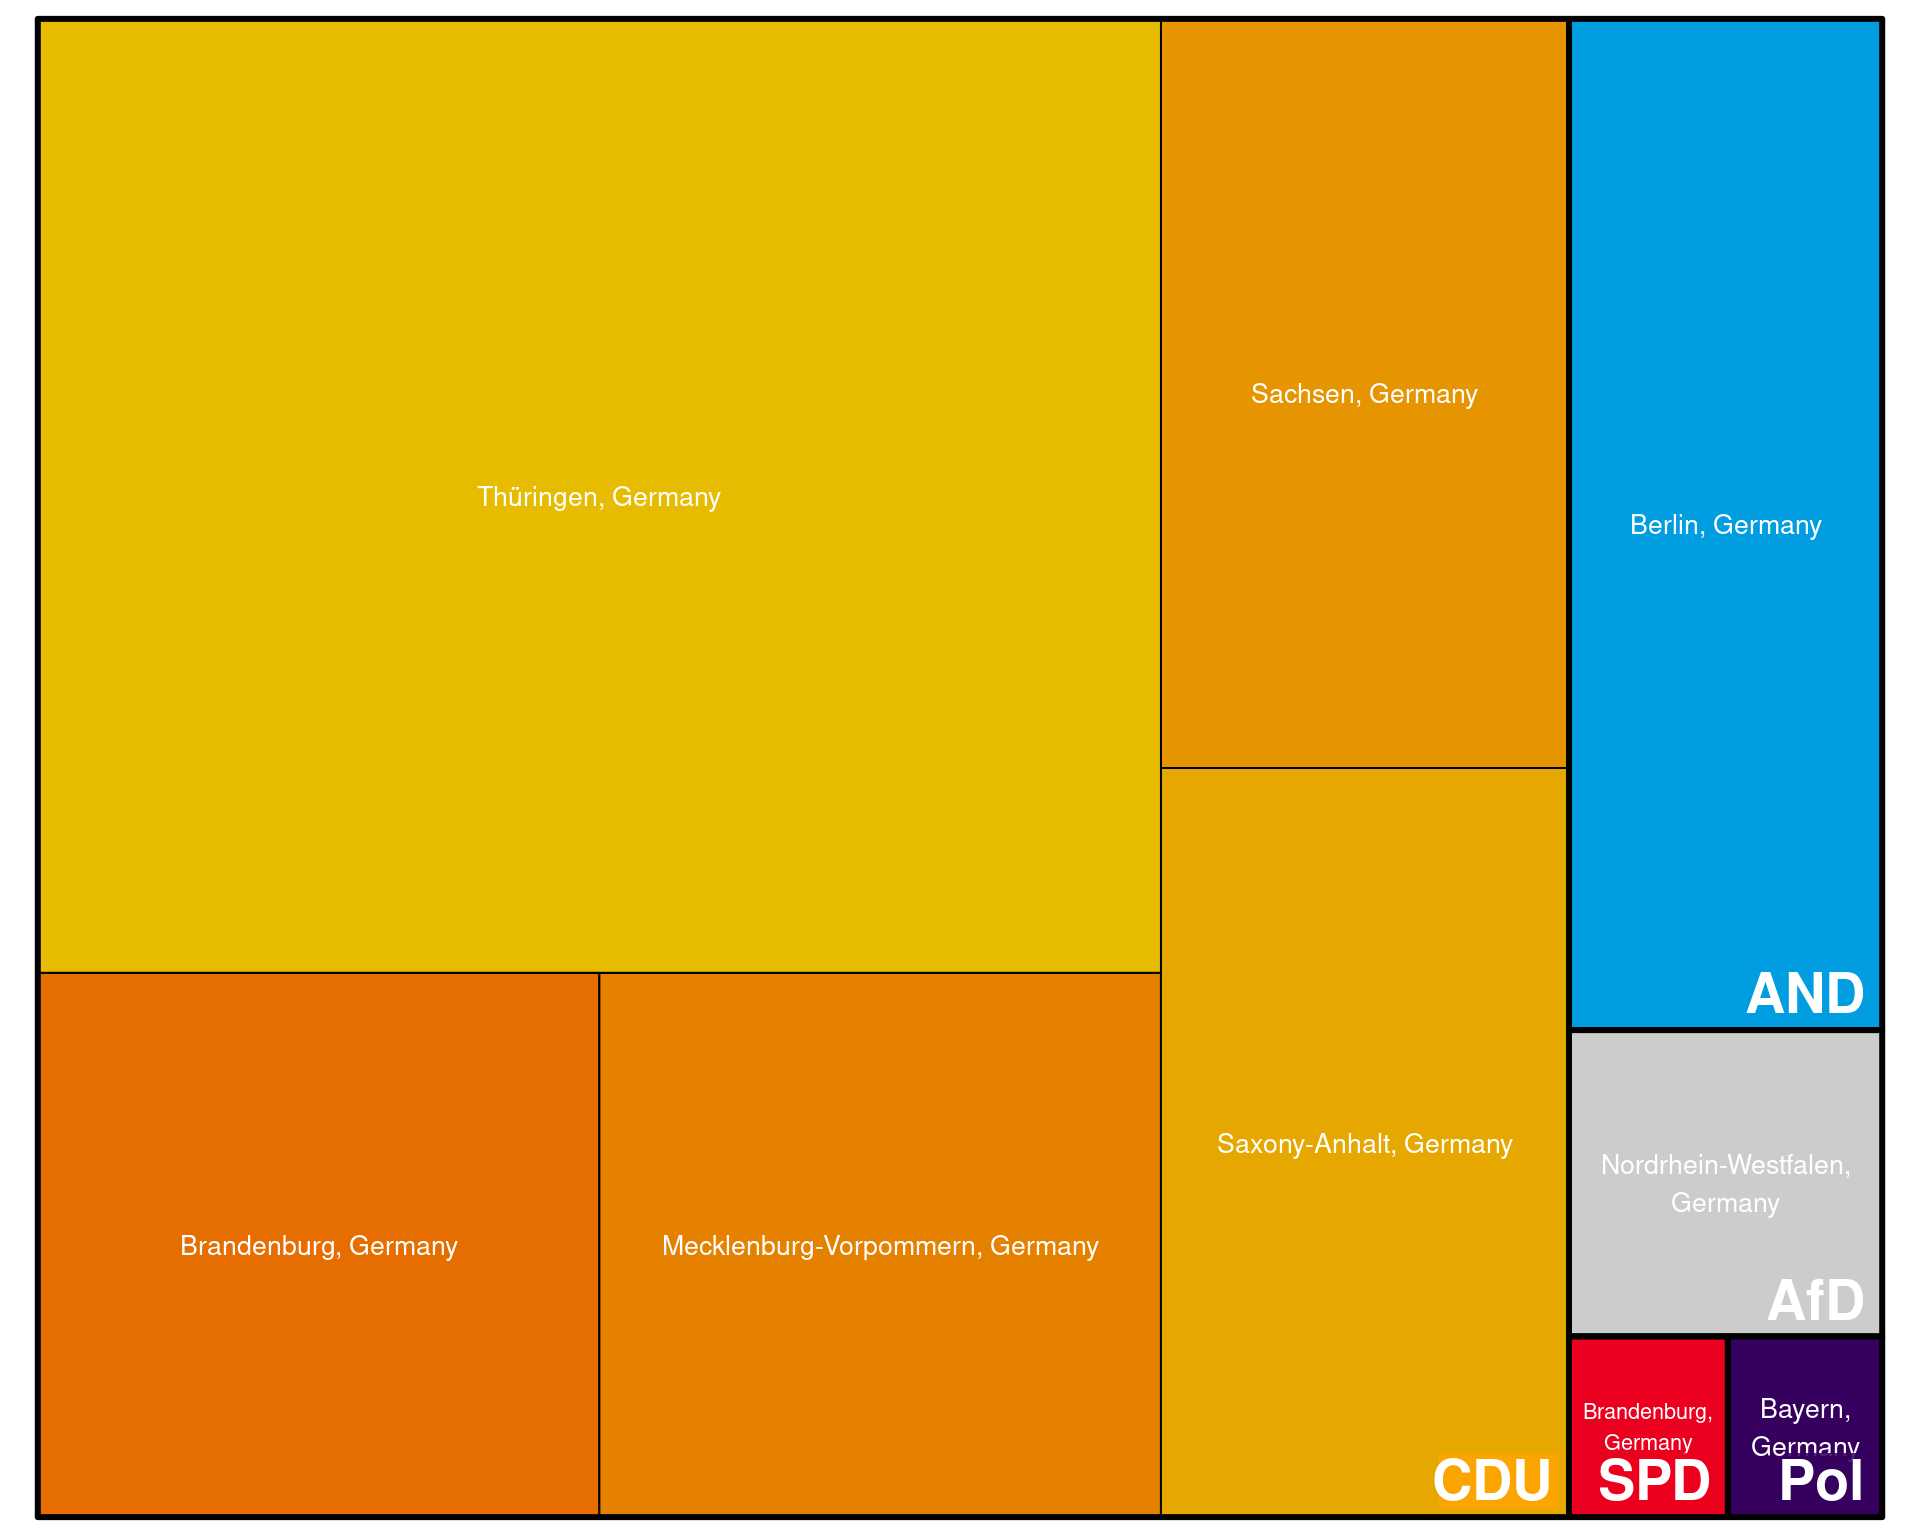 Thüringen, Germany
Sachsen, Germany
Berlin, Germany
AND
Brandenburg, Germany
Mecklenburg-Vorpommern, Germany
Saxony-Anhalt, Germany
CDU
Nordrhein-Westfalen,
Germany
AfD
Brandenburg,
Germany
SPD
Bayern,
Germany
Pol